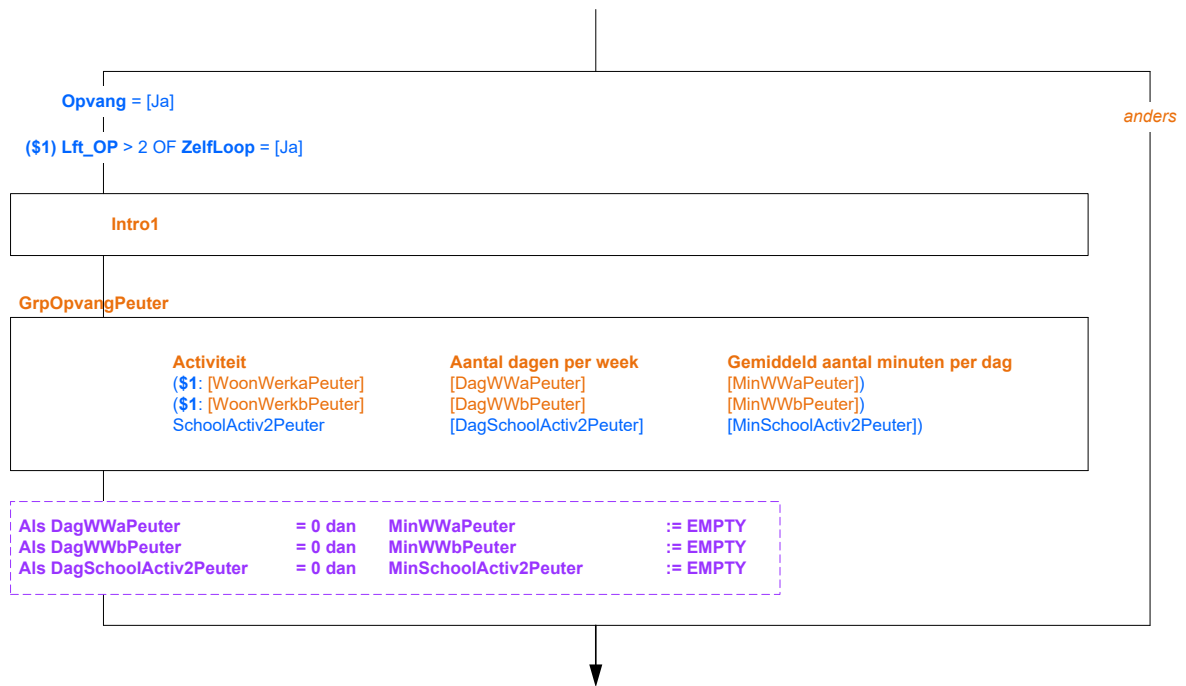 Opvang = [Ja]
anders
($1) Lft_OP > 2 OF ZelfLoop = [Ja]
Intro1
GrpOpvangPeuter
Activiteit Aantal dagen per week Gemiddeld aantal minuten per dag
($1: [WoonWerkaPeuter] [DagWWaPeuter] [MinWWaPeuter])
($1: [WoonWerkbPeuter] [DagWWbPeuter] [MinWWbPeuter])
SchoolActiv2Peuter [DagSchoolActiv2Peuter] [MinSchoolActiv2Peuter])
Als DagWWaPeuter = 0 dan MinWWaPeuter := EMPTY
Als DagWWbPeuter = 0 dan MinWWbPeuter := EMPTY
Als DagSchoolActiv2Peuter = 0 dan MinSchoolActiv2Peuter := EMPTY